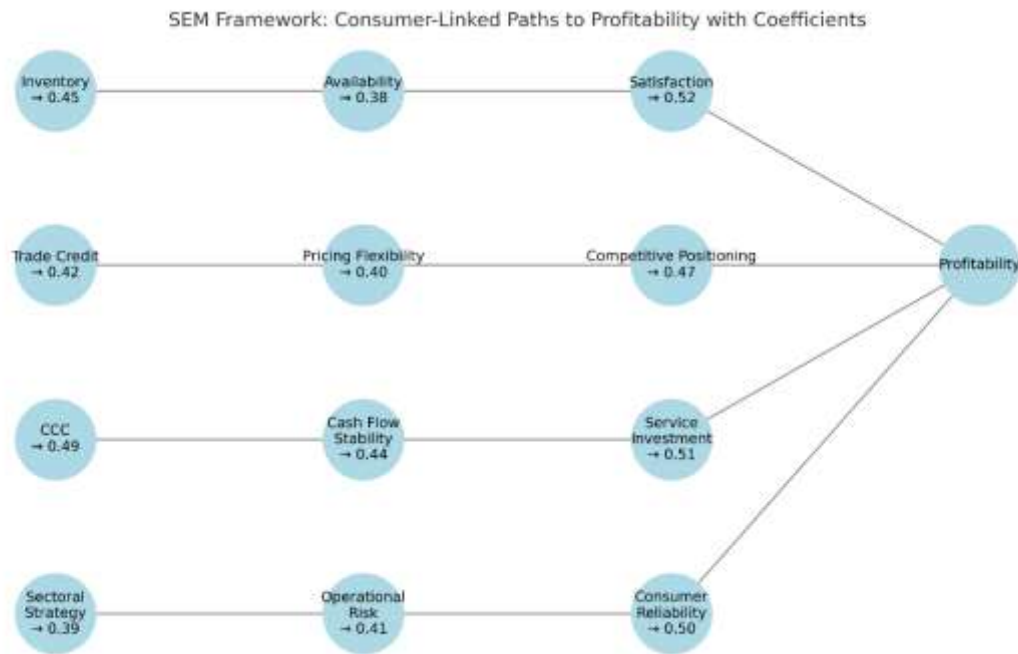 SEM Framework: Consumer-Linked Paths to Profitability with Coefficients
Inventory
→ 0.45
Availability
→ 0.38
Satisfaction
→ 0.52
Trade Credit
→ 0.42
Pricing Flexibility
→ 0.40
Competitive Positioning
→ 0.47
Profitability
CCC
→ 0.49
Cash Flow
Stability
→ 0.44
Service
Investment
→ 0.51
Sectoral
Strategy
→ 0.39
Operational
Risk
→ 0.41
Consumer
Reliability
→ 0.50